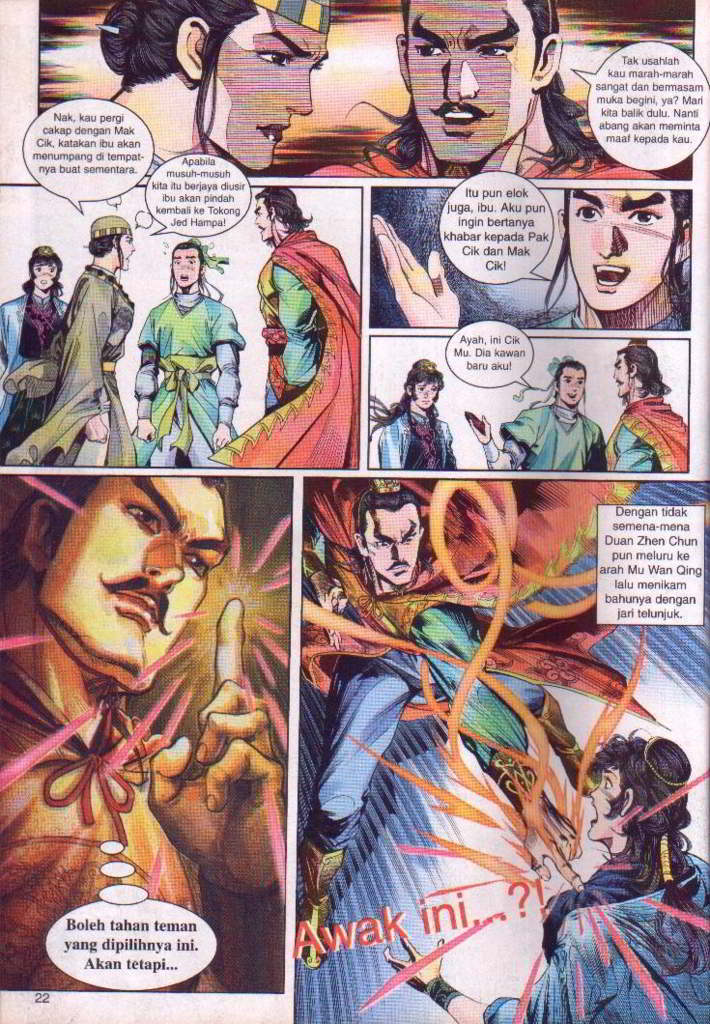 Tak usahlah
kau marah-marah
sangat dan bermasam
muka begini, ya? Mari
kita balik dulu. Nanti
abang akan meminta
maaf kepada kau.
Nak, kau pergi
cakap dengan Mak
Cik, katakan ibu akan
menumpang di tempat-
nya buat sementara.
Apabila
musuh-musuh
kita itu berjaya diusir
ibu akan pindah
kembali ke Tokong
Jed Hampa!
Itu pun elok
juga, ibu. Aku pun
ingin bertanya
khabar kepada Pak
Cik dan Mak
Cik!
Ayah, ini Cik
Mu. Dia kawan
baru aku!
Boleh tahan teman
yang dipilihnya ini.
Akan tetapi...
Dengan tidak
semena-mena
Duan Zhen Chun
pun meluru ke
arah Mu Wan Qing
lalu menikam
bahunya dengan
jari telunjuk.
Awak ini...?!
22